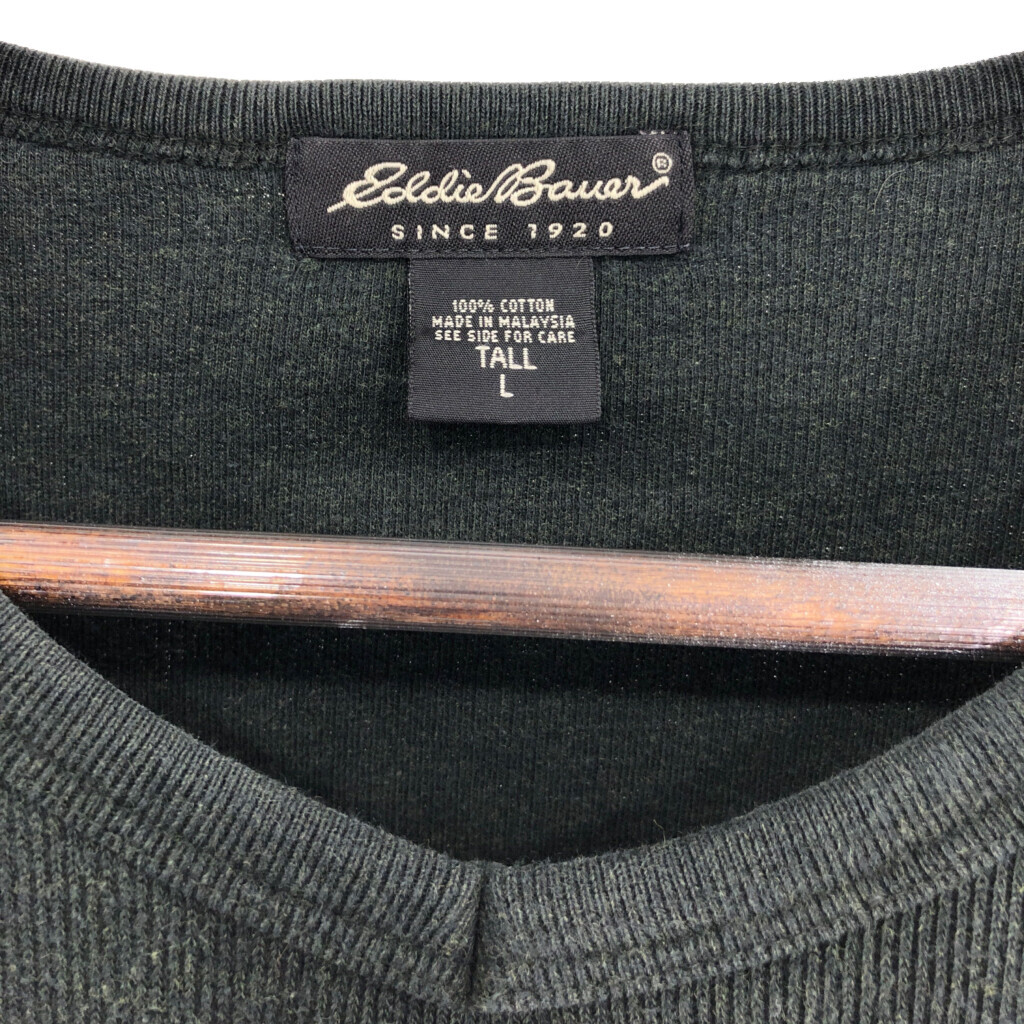 Eddie Bauer®
SINCE 1920
100% COTTON
MADE IN MALAYSIA
SEE SIDE FOR CARE
TALL
L